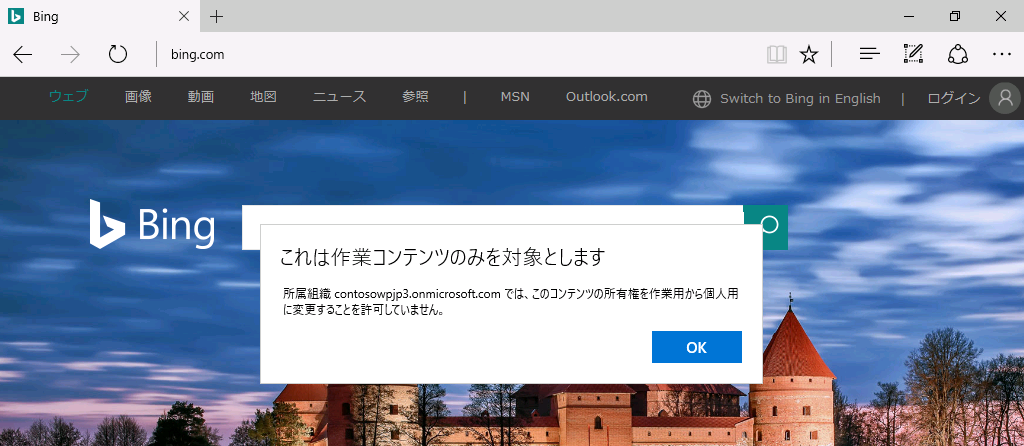 Bing
bing.com
ウェブ 画像 動画 地図 ニュース 参照 | MSN Outlook.com Switch to Bing in English | ログイン
Bing
これは作業コンテンツのみを対象とします
所属組織 contosowpjp3.onmicrosoft.com では、このコンテンツの所有権を作業用から個人用
に変更することを許可していません。
OK